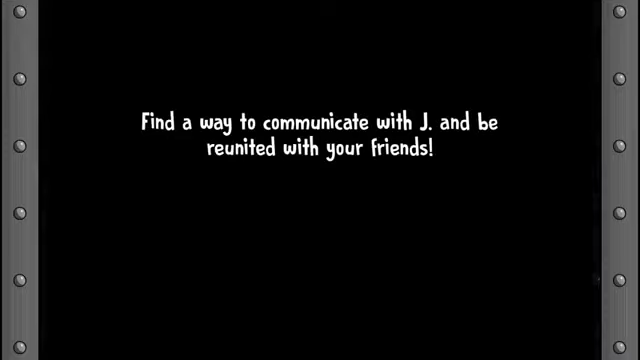 Find a way to communicate with J. and be
reunited with your friends!